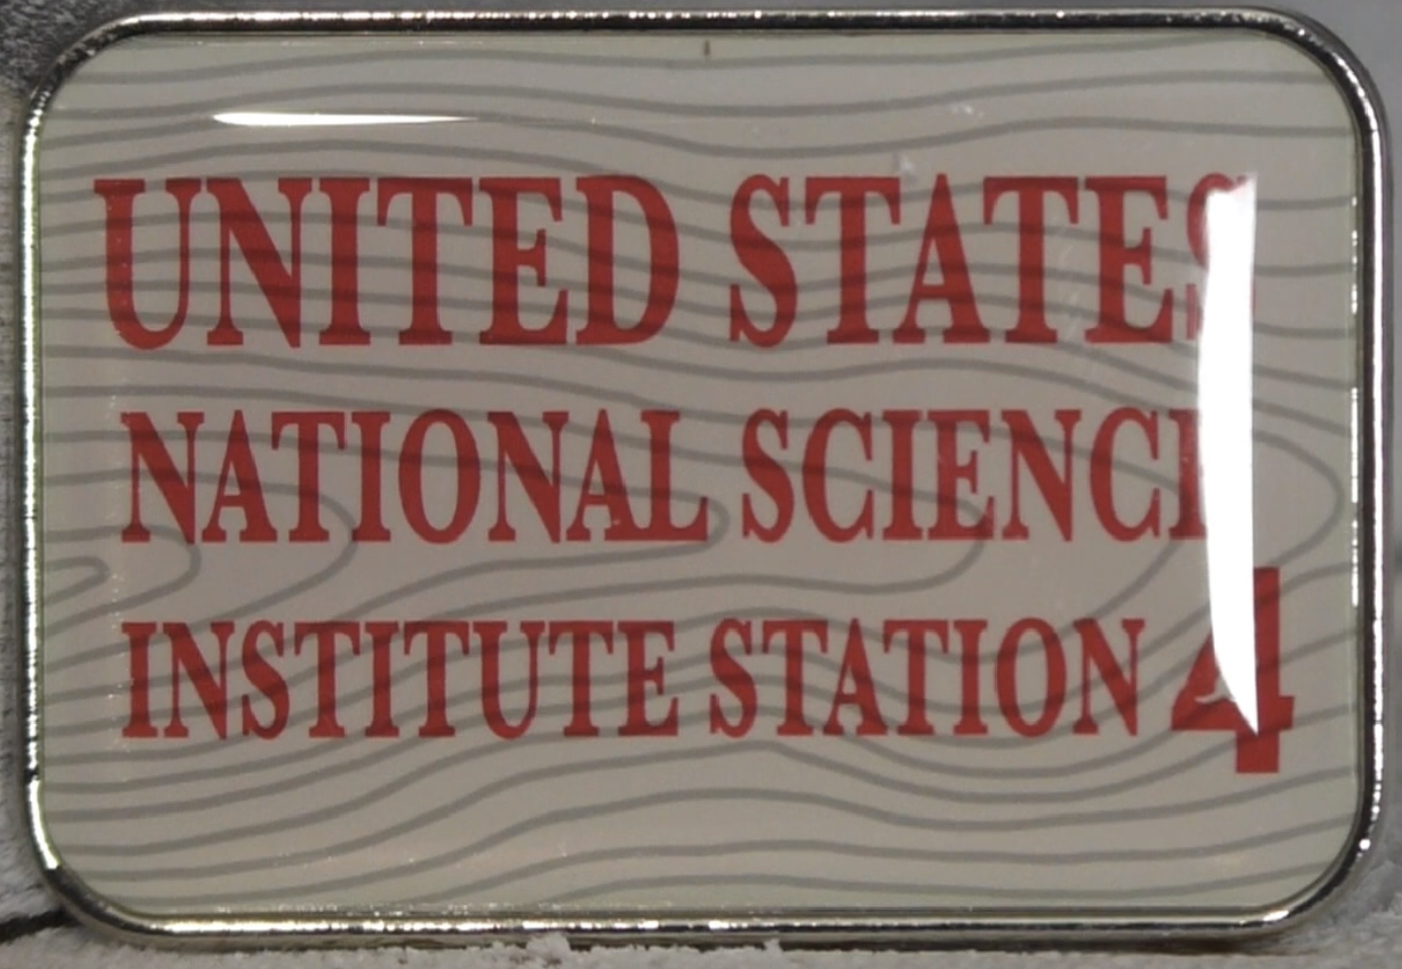 UNITED STATES
NATIONAL SCIENCE
INSTITUTE STATION 4